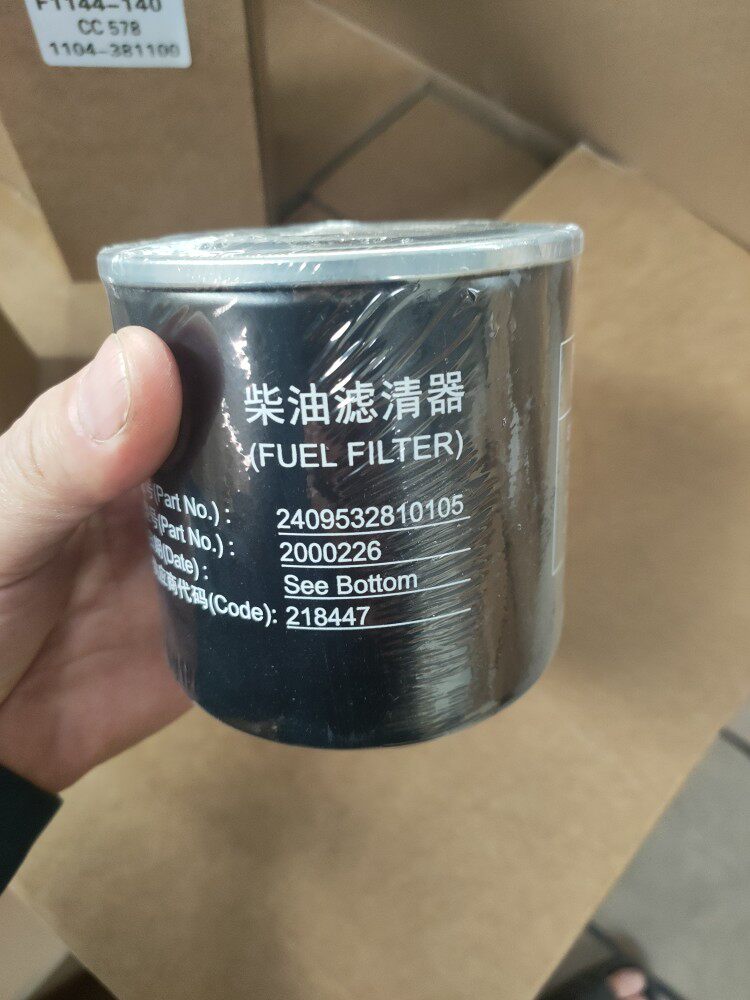 F1144-140
CC 578
1104-381100
柴油滤清器
(FUEL FILTER)
(Part No.): 2409532810105
(Part No.): 2000226
(Date): See Bottom
商代码(Code): 218447